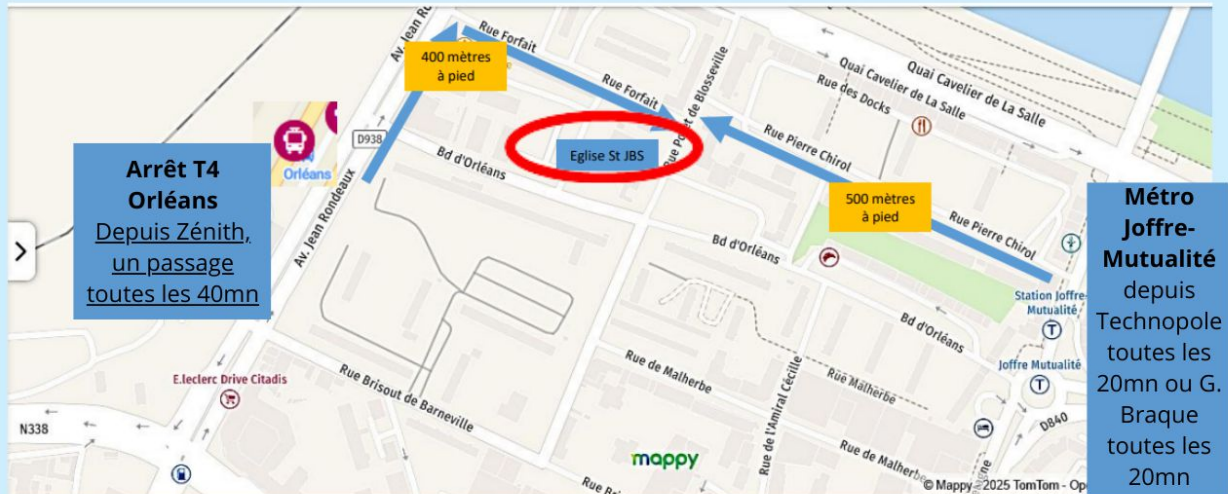 Av. Jean Ro
Rue Forfait
400 mètres
à pied
Quai Cavelier de La Salle
Quai Cavelier de La Salle
Rue des Docks
Rue Forfait
Rue Pierre Chirol
D938
Orléans
Bd d'Orléans
Eglise St JBS
Arrêt T4
Orléans
Depuis Zénith,
un passage
toutes les 40mn
Av. Jean Rondeaux
500 mètres
à pied
Rue Pierre Chirol
Bd d'Orléans
Métro
Joffre-
Mutualité
depuis
Technopole
toutes les
20mn ou G.
Braque
toutes les
20mn
Station Joffre-
Mutualité
T
Bd d'Orléans
Joffre Mutualité
T
E.leclerc Drive Citadis
Rue Brisout de Barneville
Rue de Malherbe
Rue Malherbe
Rue de l'Amiral Cécille
D840
N338
mappy
Rue de Malherbe
© Mappy - 2025 TomTom - Ope